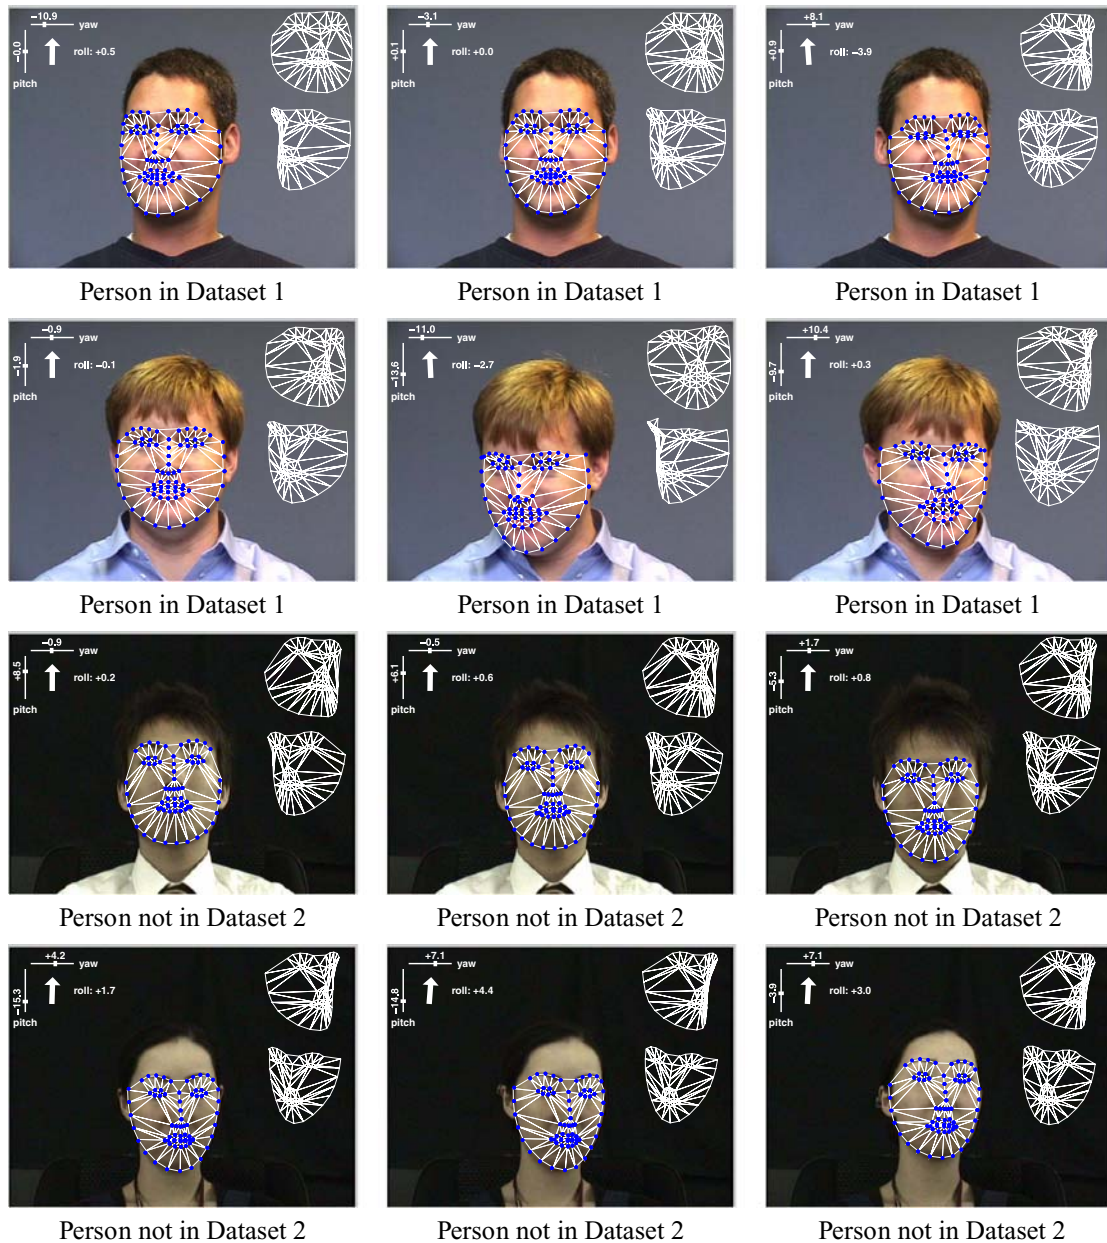 −10.9
yaw
−0.0
roll: +0.5
pitch
−3.1
yaw
+0.1
roll: +0.0
pitch
+8.1
yaw
+0.9
roll: −3.9
pitch
Person in Dataset 1
Person in Dataset 1
Person in Dataset 1
−0.9
yaw
−1.9
roll: −0.1
pitch
−11.0
yaw
−13.6
roll: −2.7
pitch
+10.4
yaw
−9.7
roll: +0.3
pitch
Person in Dataset 1
Person in Dataset 1
Person in Dataset 1
−0.9
yaw
+8.5
roll: +0.2
pitch
−0.5
yaw
+6.1
roll: +0.6
pitch
+1.7
yaw
−5.3
roll: +0.8
pitch
Person not in Dataset 2
Person not in Dataset 2
Person not in Dataset 2
+4.2
yaw
−15.3
roll: +1.7
pitch
+7.1
yaw
−14.8
roll: +4.4
pitch
+7.1
yaw
−3.9
roll: +3.0
pitch
Person not in Dataset 2
Person not in Dataset 2
Person not in Dataset 2